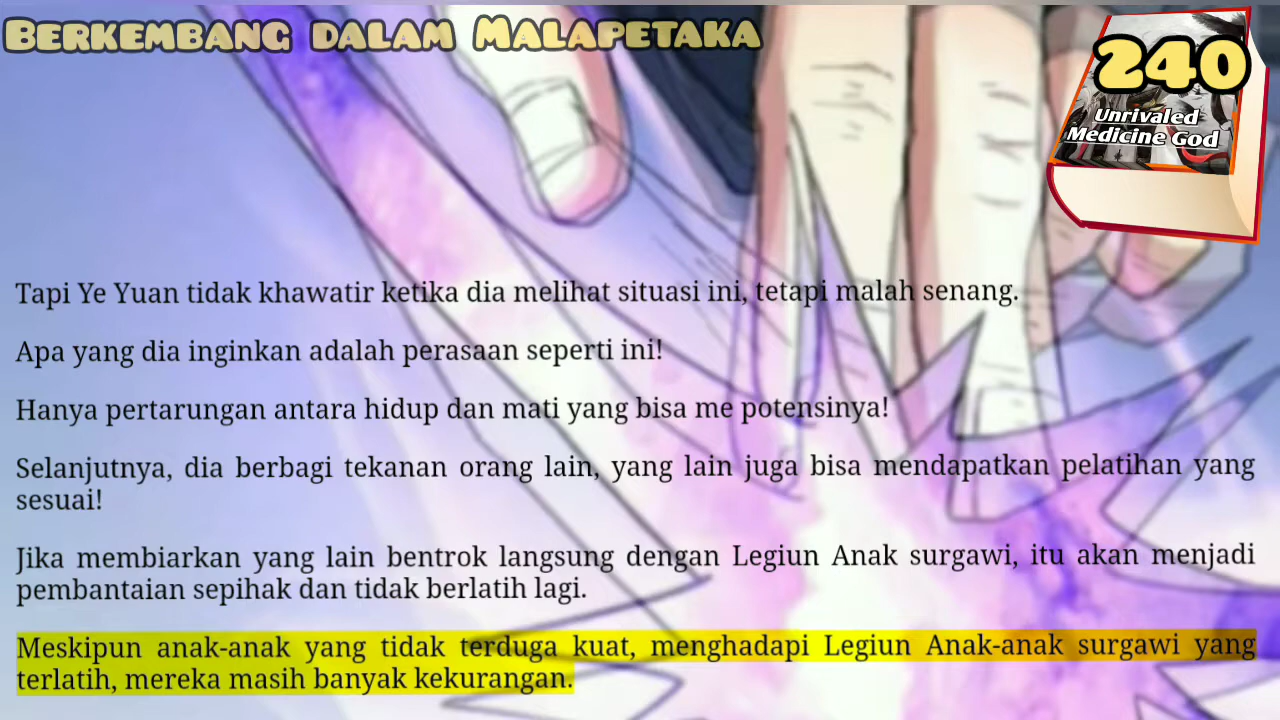 Berkembang dalam Malapetaka
240
Unrivaled
Medicine God
Tapi Ye Yuan tidak khawatir ketika dia melihat situasi ini, tetapi malah senang.
Apa yang dia inginkan adalah perasaan seperti ini!
Hanya pertarungan antara hidup dan mati yang bisa me potensinya!
Selanjutnya, dia berbagi tekanan orang lain, yang lain juga bisa mendapatkan pelatihan yang
sesuai!
Jika membiarkan yang lain bentrok langsung dengan Legiun Anak surgawi, itu akan menjadi
pembantaian sepihak dan tidak berlatih lagi.
Meskipun anak-anak yang tidak terduga kuat, menghadapi Legiun Anak-anak surgawi yang
terlatih, mereka masih banyak kekurangan.